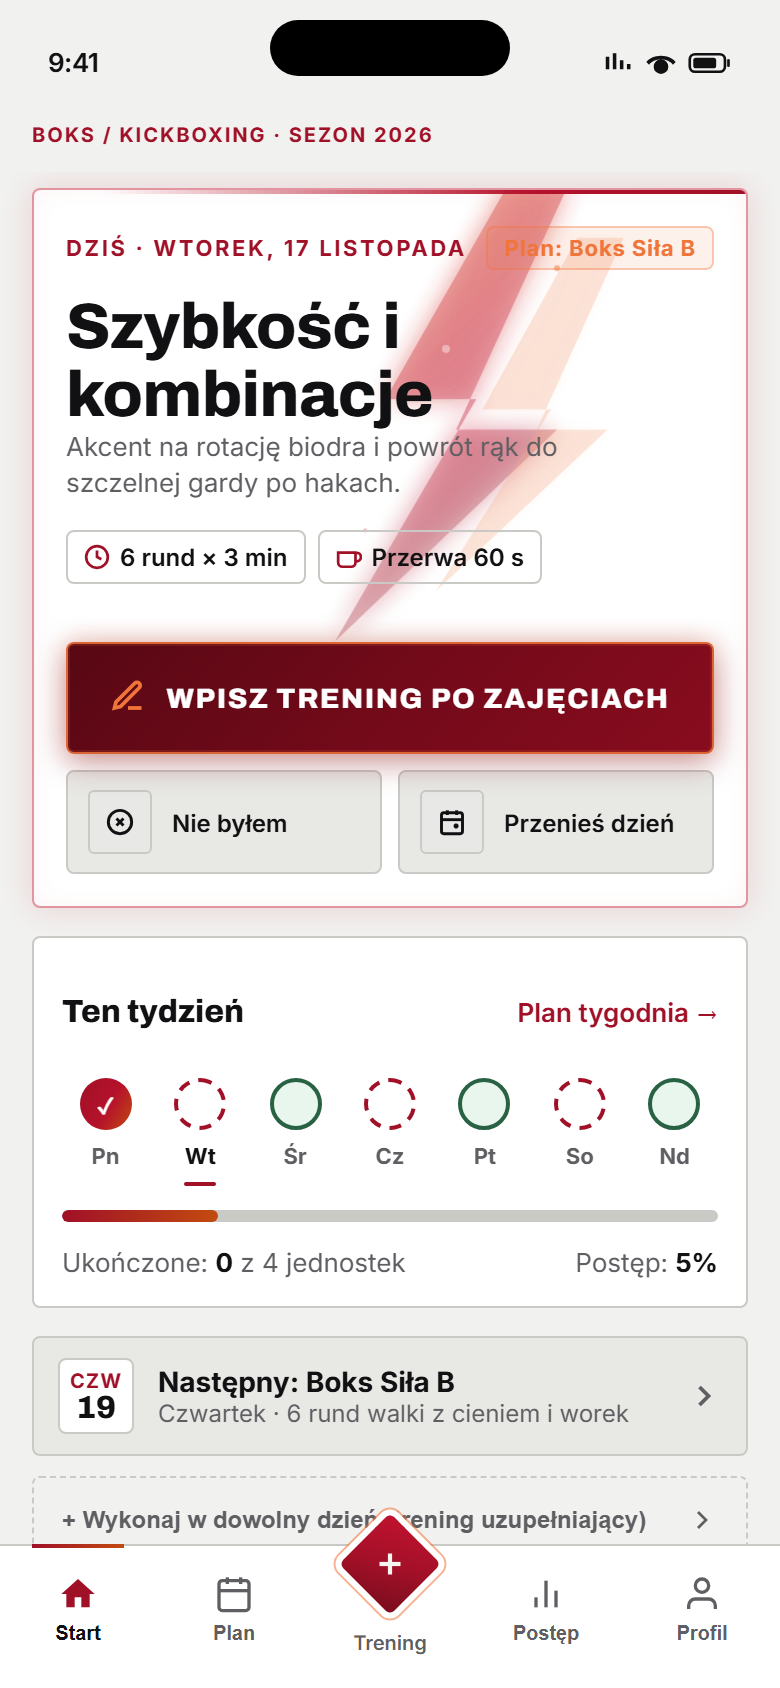 9:41
BOKS / KICKBOXING · SEZON 2026
DZIŚ · WTOREK, 17 LISTOPADA
Plan: Boks Siła B
Szybkość i
kombinacje
Akcent na rotację biodra i powrót rąk do
szczelnej gardy po hakach.
6 rund × 3 min
Przerwa 60 s
WPISZ TRENING PO ZAJĘCIACH
Nie byłem
Przenieś dzień
Ten tydzień
Plan tygodnia →
Pn Wt Śr Cz Pt So Nd
Ukończone: 0 z 4 jednostek
Postęp: 5%
CZW
19
Następny: Boks Siła B
Czwartek · 6 rund walki z cieniem i worek
+ Wykonaj w dowolny dzień uzupełniający)
+
Start
Plan
Trening
Postęp
Profil